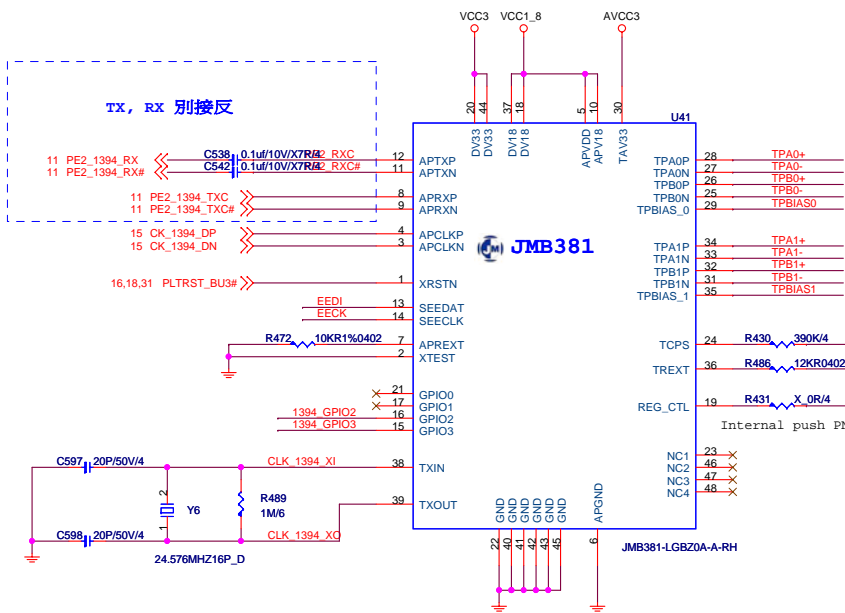 VCC3 VCC1_8 AVCC3
TX, RX 別接反
20 44 37 18 5 10 30 U41
DV33 DV33 DV18 DV18 APVDD APV18 TAV33
11 PE2_1394_RX C538 0.1uf/10V/X7R/4 _RXC 12 APTXP
11 PE2_1394_RX# C542 0.1uf/10V/X7R/4 _RXC# 11 APTXN
11 PE2_1394_TXC 8 APRXP
11 PE2_1394_TXC# 9 APRXN
15 CK_1394_DP 4 APCLKP
15 CK_1394_DN 3 APCLKN
16,18,31 PLTRST_BU3# 1 XRSTN
EEDI 13 SEEDAT
EECK 14 SEECLK
R472 10KR1%0402 7 APREXT
2 XTEST
21 GPIO0
17 GPIO1
1394_GPIO2 16 GPIO2
1394_GPIO3 15 GPIO3
C597 20P/50V/4 CLK_1394_XI 38 TXIN
2 Y6 1
R489
1M/6
39 TXOUT
C598 20P/50V/4 CLK_1394_XO
24.576MHZ16P_D
JM JMB381
TPA0P 28 TPA0+
TPA0N 27 TPA0-
TPB0P 26 TPB0+
TPB0N 25 TPB0-
TPBIAS_0 29 TPBIAS0
TPA1P 34 TPA1+
TPA1N 33 TPA1-
TPB1P 32 TPB1+
TPB1N 31 TPB1-
TPBIAS_1 35 TPBIAS1
TCPS 24 R430 390K/4
TREXT 36 R486 12KR0402
REG_CTL 19 R431 X_0R/4
Internal push PN
NC1 23
NC2 46
NC3 47
NC4 48
GND GND GND GND GND GND APGND
22 40 41 42 43 45 6
JMB381-LGBZ0A-A-RH